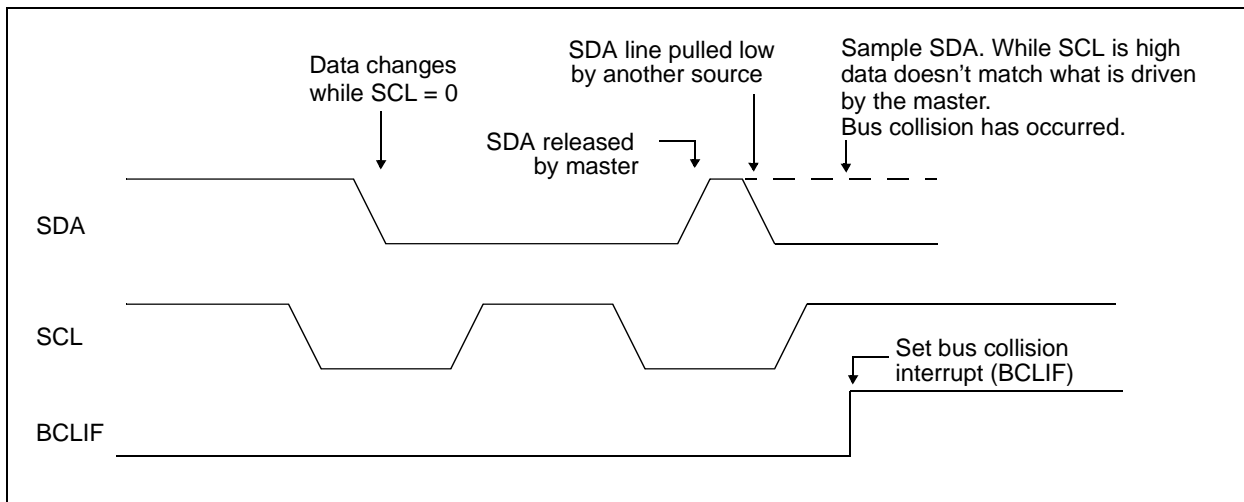 Data changes
while SCL = 0
SDA line pulled low
by another source
Sample SDA. While SCL is high
data doesn't match what is driven
by the master.
Bus collision has occurred.
SDA released
by master
SDA
SCL
Set bus collision
interrupt (BCLIF)
BCLIF